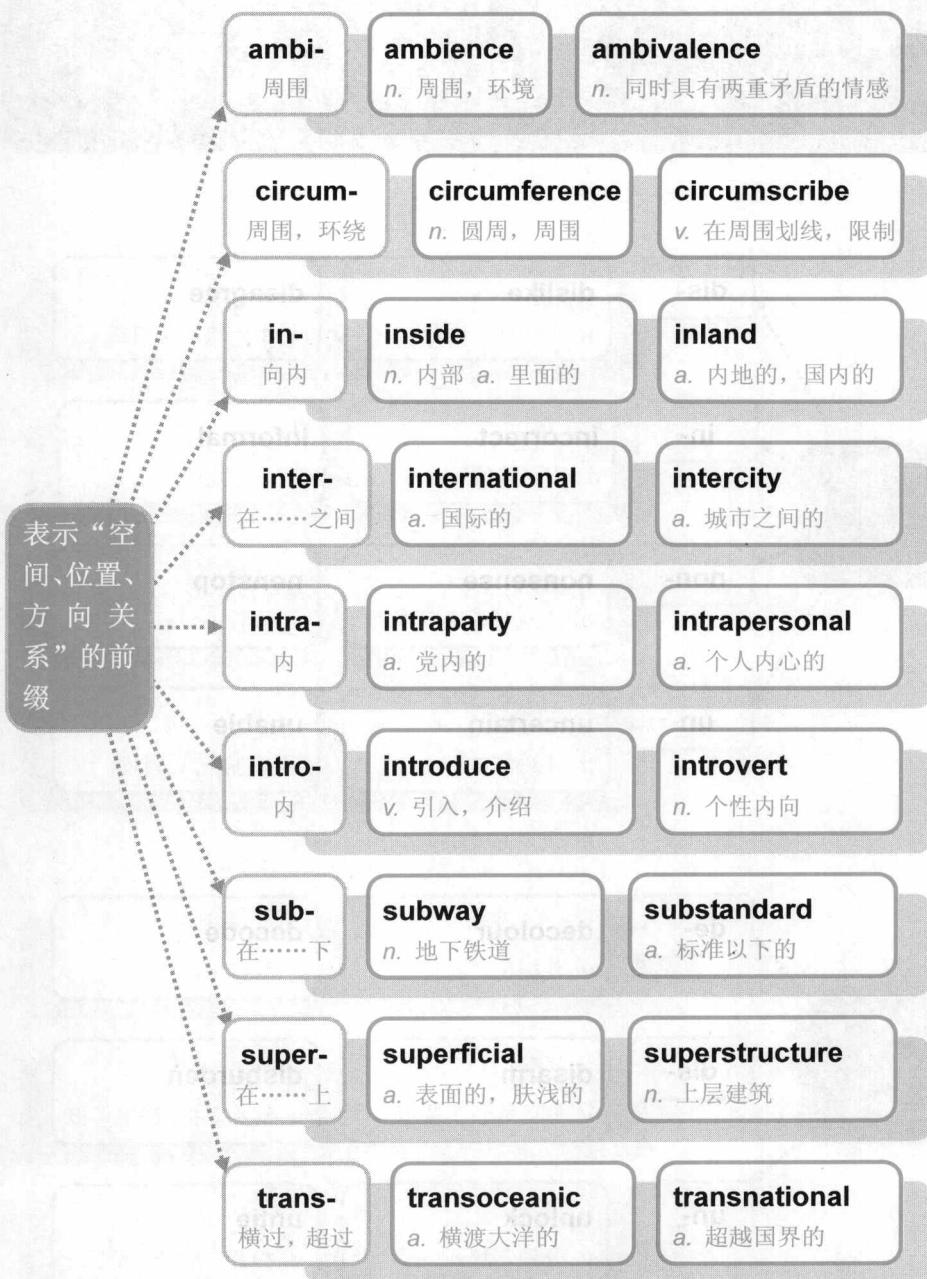 表示“空
间、位置、
方向关
系”的前
缀
ambi- ambience ambivalence
周围 n. 周围，环境 n. 同时具有两重矛盾的情感
circum- circumference circumscribe
周围，环绕 n. 圆周，周围 v. 在周围划线，限制
in- inside inland
向内 n. 内部 a. 里面的 a. 内地的，国内的
inter- international intercity
在……之间 a. 国际的 a. 城市之间的
intra- intraparty intrapersonal
内 a. 党内的 a. 个人内心的
intro- introduce introvert
内 v. 引入，介绍 n. 个性内向
sub- subway substandard
在……下 n. 地下铁道 a. 标准以下的
super- superficial superstructure
在……上 a. 表面的，肤浅的 n. 上层建筑
trans- transoceanic transnational
横过，超过 a. 横渡大洋的 a. 超越国界的